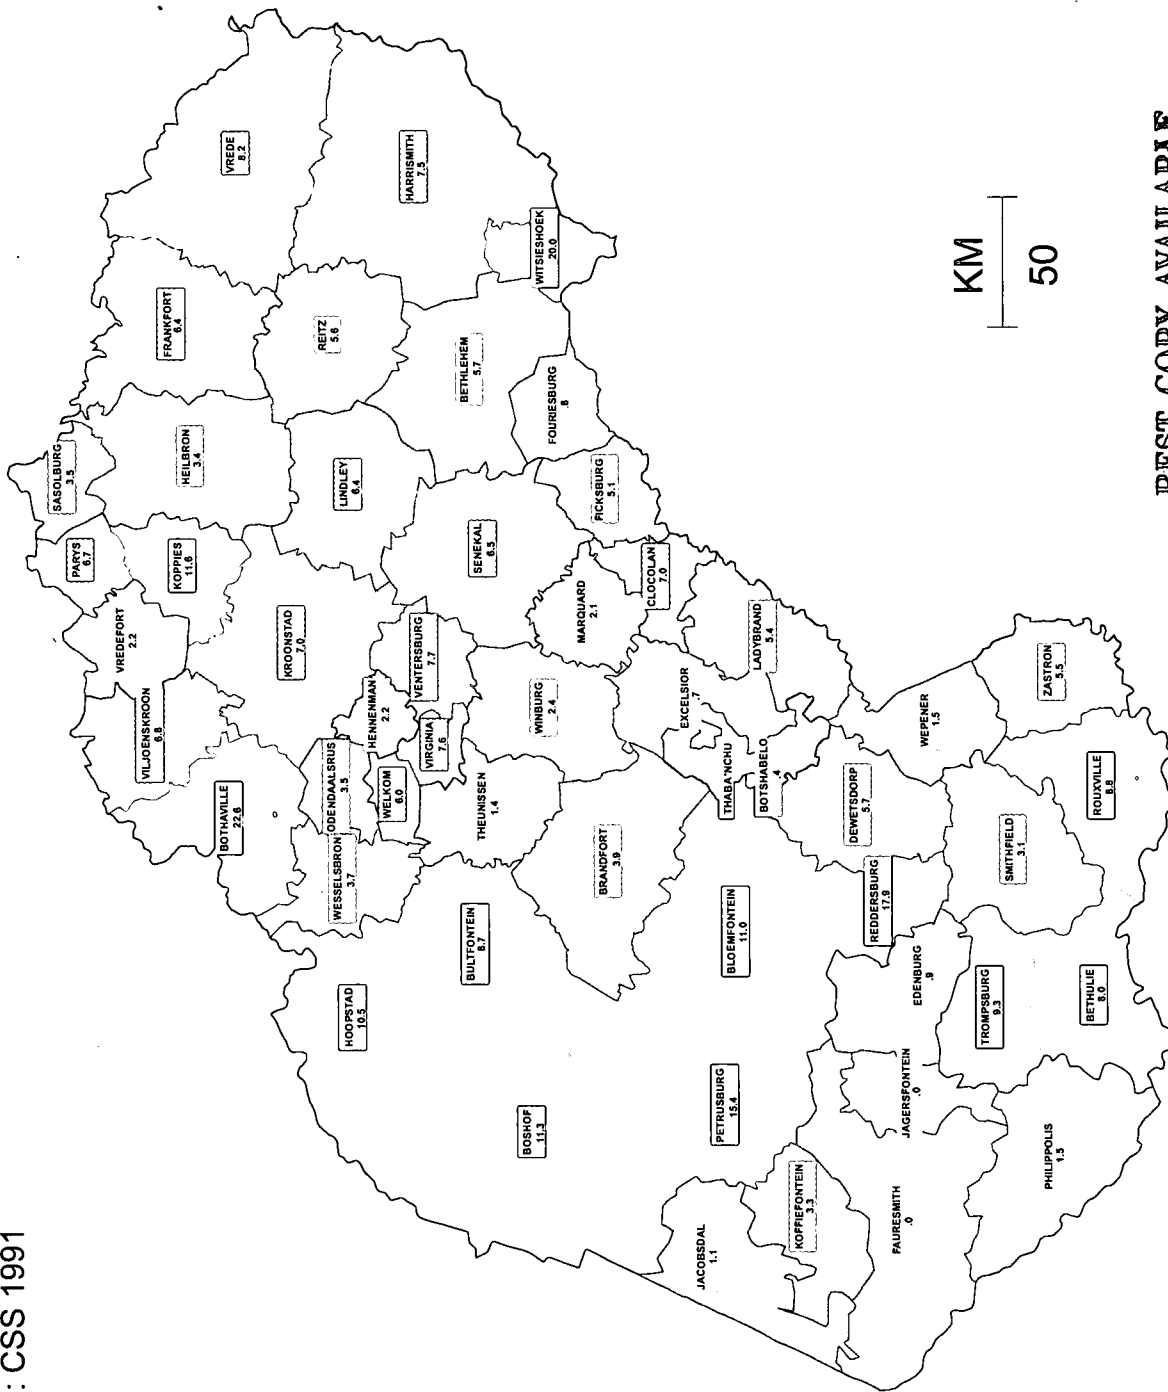 : CSS 1991
VREDE
8.2
HARRISMITH
7.5
WITSIESHOEK
20.0
FRANKFORT
6.4
REITZ
5.6
BETHLEHEM
5.7
FOURIESBURG
.8
SASOLBURG
3.5
HEILBRON
3.4
LINDLEY
6.4
FICKSBURG
5.1
PARYS
6.7
KOPPIES
11.6
SENEKAL
6.5
CLOCOLAN
7.0
MARQUARD
2.1
VREDEFORT
2.2
KROONSTAD
7.0
VENTERSBURG
7.7
LADYBRAND
5.4
VILJOENSKROON
6.8
HENNENMAN
2.2
VIRGINIA
7.6
WINBURG
2.4
EXCELSIOR
.7
ZASTRON
5.5
WEPENER
1.5
BOTHAVILLE
22.6
ODENDAALSRUS
3.5
WELKOM
6.0
THEUNISSEN
1.4
THABA'NCHU
BOTSHABELO
.4
DEWETSDORP
5.7
ROUXVILLE
8.8
WESSELSBRON
3.7
BRANDFORT
3.9
SMITHFIELD
3.1
REDDERSBURG
17.9
BULTFONTEIN
8.7
BLOEMFONTEIN
11.0
EDENBURG
.9
TROMPSBURG
9.3
BETHULIE
8.0
HOOPSTAD
10.5
BOSHOF
11.3
PETRUSBURG
15.4
JAGERSFONTEIN
.0
PHILIPPOLIS
1.5
KOFFIEFONTEIN
3.3
FAURESMITH
.0
JACOBSDAL
1.1
KM
50
BEST COPY AVAILABLE